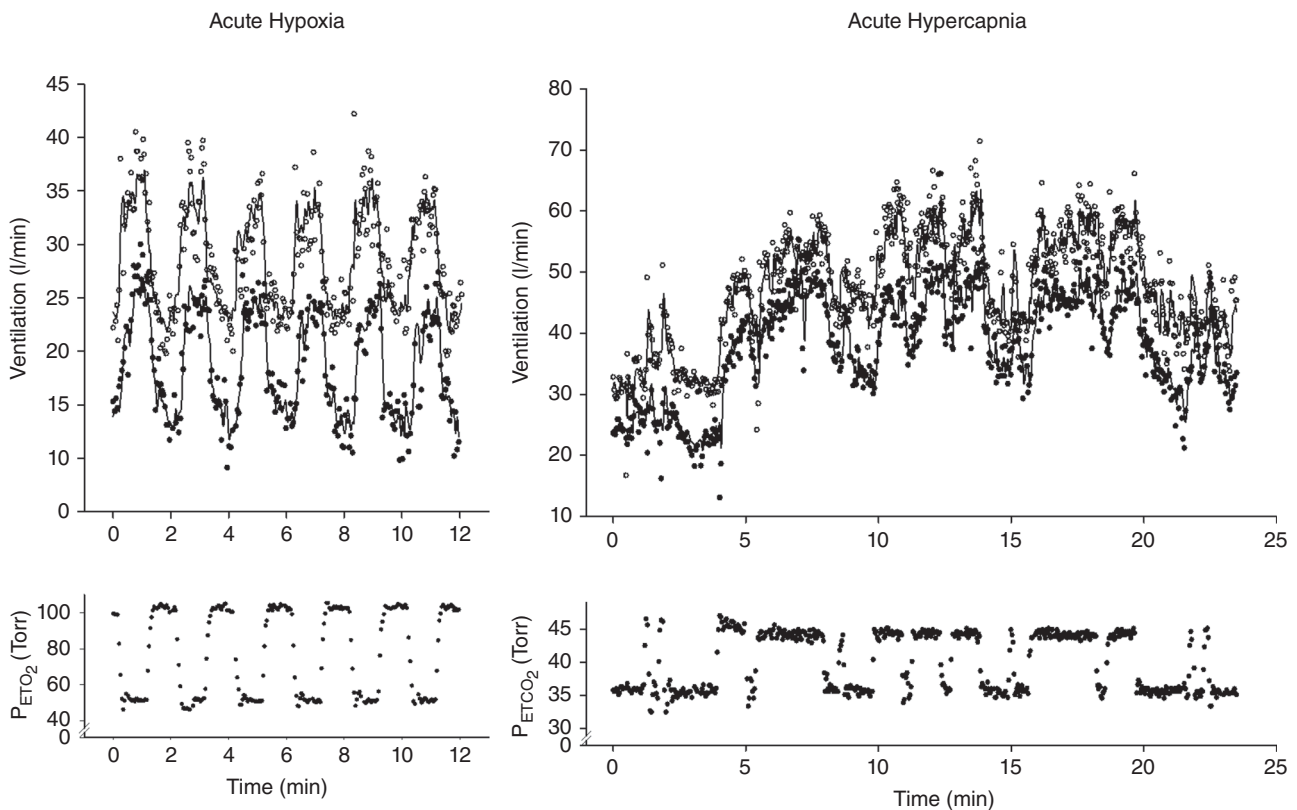 Acute Hypoxia
Acute Hypercapnia
45
40
35
30
25
20
15
10
5
0
Ventilation (l/min)
0 2 4 6 8 10 12
80
70
60
50
40
30
20
10
Ventilation (l/min)
0 5 10 15 20 25
100
80
60
40
0
PETO2 (Torr)
0 2 4 6 8 10 12
Time (min)
45
40
35
30
0
PETCO2 (Torr)
0 5 10 15 20 25
Time (min)